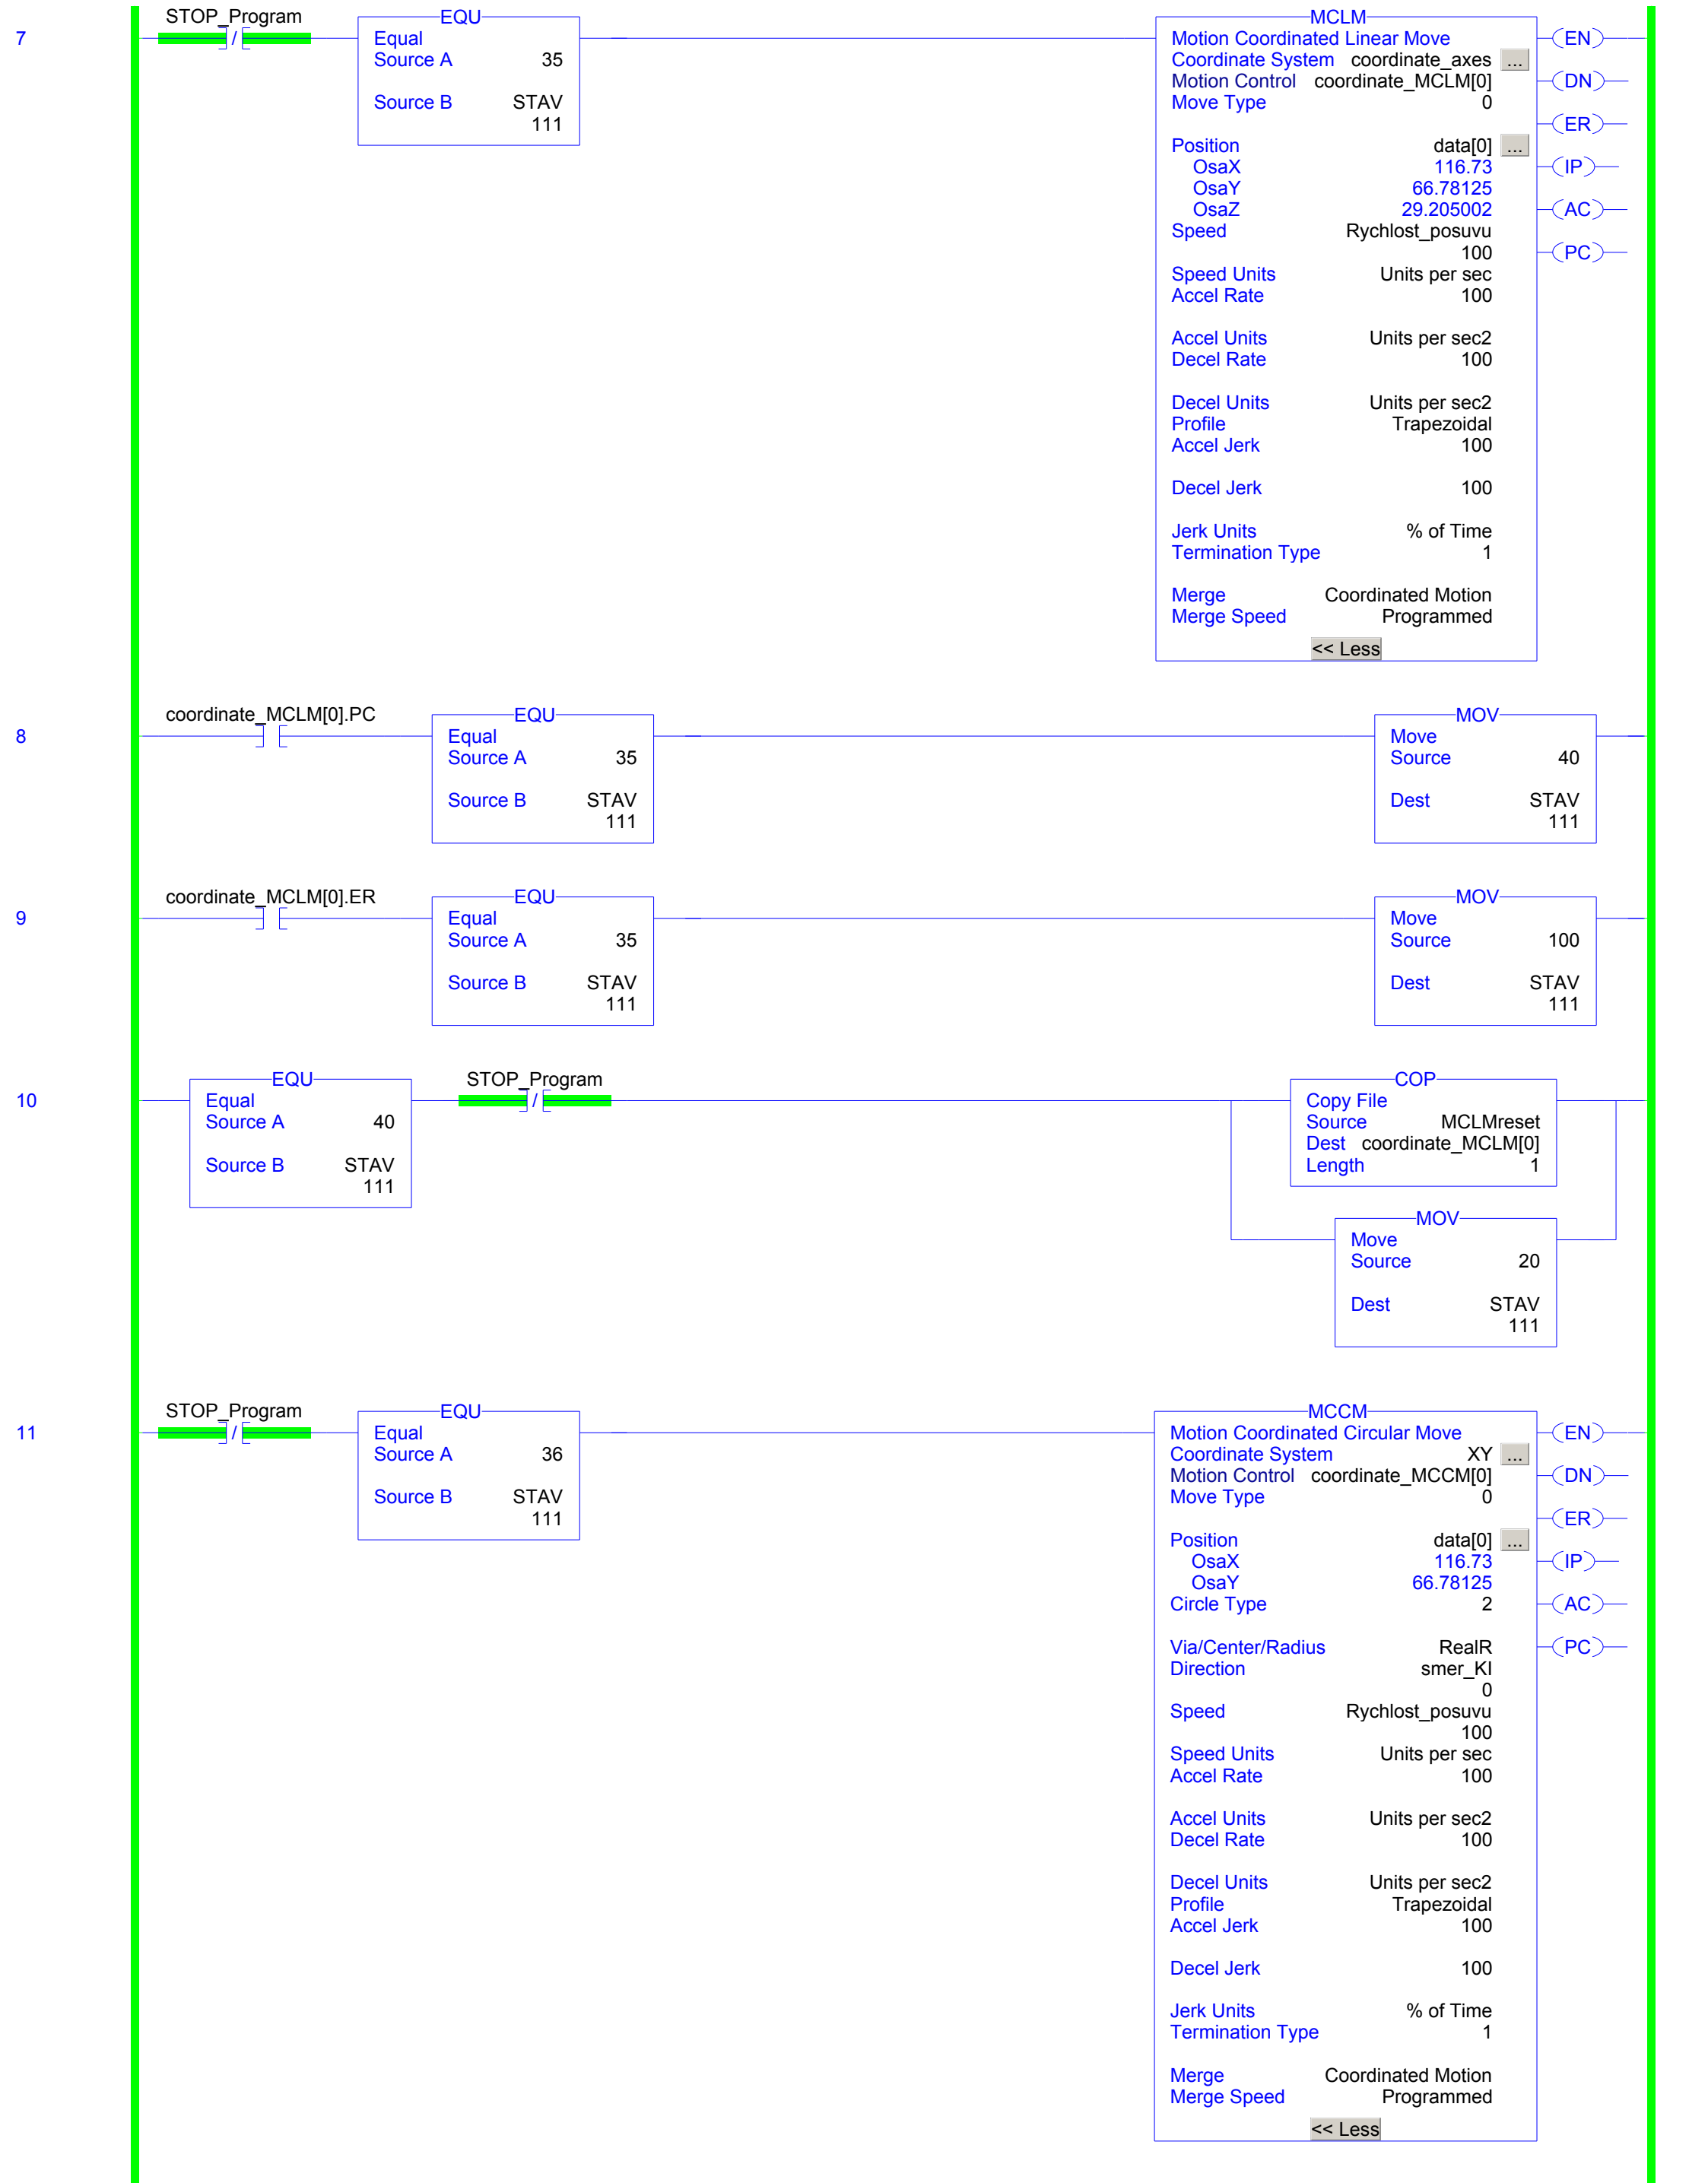 7
STOP_Program
EQU
Equal
Source A 35
Source B STAV
111
MCLM
Motion Coordinated Linear Move
Coordinate System coordinate_axes ...
Motion Control coordinate_MCLM[0]
Move Type 0
Position data[0] ...
OsaX 116.73
OsaY 66.78125
OsaZ 29.205002
Speed Rychlost_posuvu
100
Speed Units Units per sec
Accel Rate 100
Accel Units Units per sec2
Decel Rate 100
Decel Units Units per sec2
Profile Trapezoidal
Accel Jerk 100
Decel Jerk 100
Jerk Units % of Time
Termination Type 1
Merge Coordinated Motion
Merge Speed Programmed
<< Less
EN
DN
ER
IP
AC
PC
8
coordinate_MCLM[0].PC
EQU
Equal
Source A 35
Source B STAV
111
MOV
Move
Source 40
Dest STAV
111
9
coordinate_MCLM[0].ER
EQU
Equal
Source A 35
Source B STAV
111
MOV
Move
Source 100
Dest STAV
111
10
EQU
Equal
Source A 40
Source B STAV
111
STOP_Program
COP
Copy File
Source MCLMreset
Dest coordinate_MCLM[0]
Length 1
MOV
Move
Source 20
Dest STAV
111
11
STOP_Program
EQU
Equal
Source A 36
Source B STAV
111
MCCM
Motion Coordinated Circular Move
Coordinate System XY ...
Motion Control coordinate_MCCM[0]
Move Type 0
Position data[0] ...
OsaX 116.73
OsaY 66.78125
Circle Type 2
Via/Center/Radius RealR
Direction smer_KI
0
Speed Rychlost_posuvu
100
Speed Units Units per sec
Accel Rate 100
Accel Units Units per sec2
Decel Rate 100
Decel Units Units per sec2
Profile Trapezoidal
Accel Jerk 100
Decel Jerk 100
Jerk Units % of Time
Termination Type 1
Merge Coordinated Motion
Merge Speed Programmed
<< Less
EN
DN
ER
IP
AC
PC